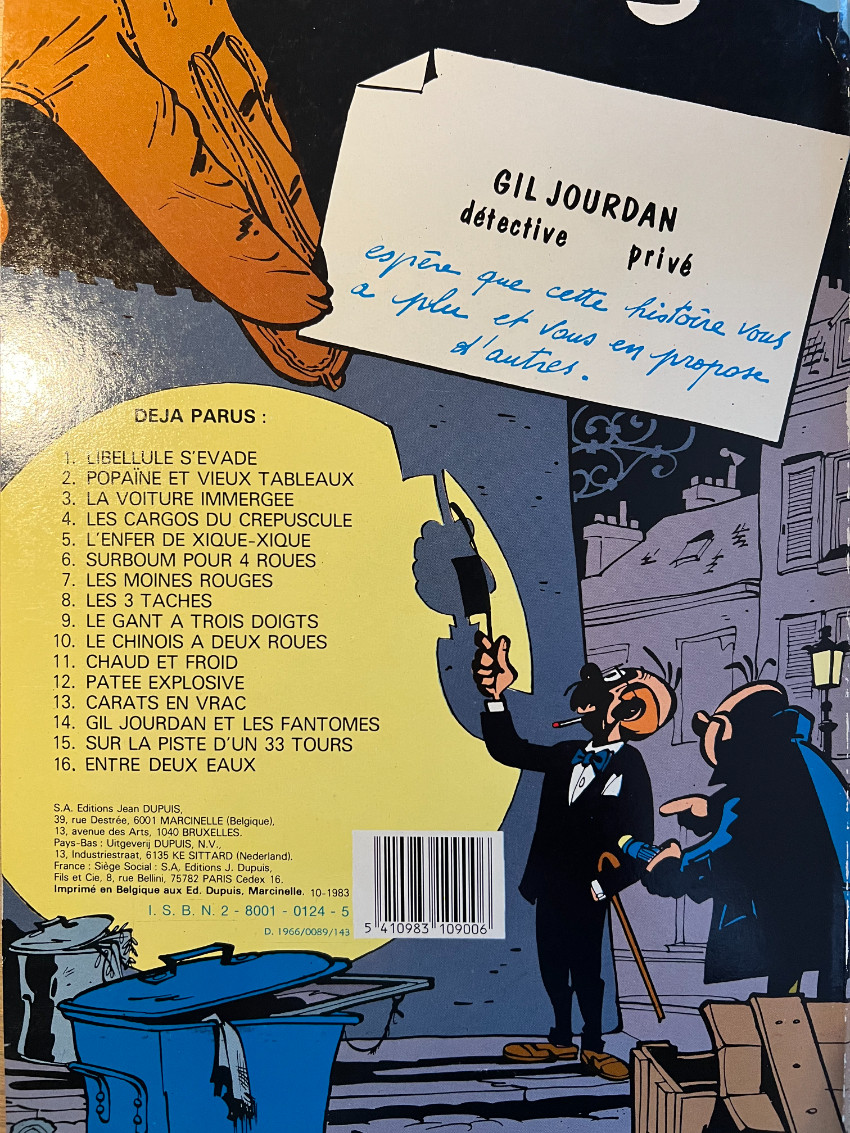 GIL JOURDAN
détective privé
espère que cette histoire vous
a plu et vous en propose
d'autres.
DEJA PARUS :
1. LIBELLULE S'EVADE
2. POPAÏNE ET VIEUX TABLEAUX
3. LA VOITURE IMMERGEE
4. LES CARGOS DU CREPUSCULE
5. L'ENFER DE XIQUE-XIQUE
6. SURBOUM POUR 4 ROUES
7. LES MOINES ROUGES
8. LES 3 TACHES
9. LE GANT A TROIS DOIGTS
10. LE CHINOIS A DEUX ROUES
11. CHAUD ET FROID
12. PATEE EXPLOSIVE
13. CARATS EN VRAC
14. GIL JOURDAN ET LES FANTOMES
15. SUR LA PISTE D'UN 33 TOURS
16. ENTRE DEUX EAUX
S.A. Editions Jean DUPUIS,
39, rue Destrée, 6001 MARCINELLE (Belgique),
13, avenue des Arts, 1040 BRUXELLES.
Pays-Bas : Uitgeverij DUPUIS, N.V.,
13, Industriestraat, 6135 KE SITTARD (Nederland).
France : Siège Social : S.A. Editions J. Dupuis,
Fils et Cie, 8, rue Bellini, 75782 PARIS Cedex 16.
Imprimé en Belgique aux Ed. Dupuis, Marcinelle. 10-1983
I. S. B. N. 2 - 8001 - 0124 - 5
D. 1966/0089/143
5 410983 109006